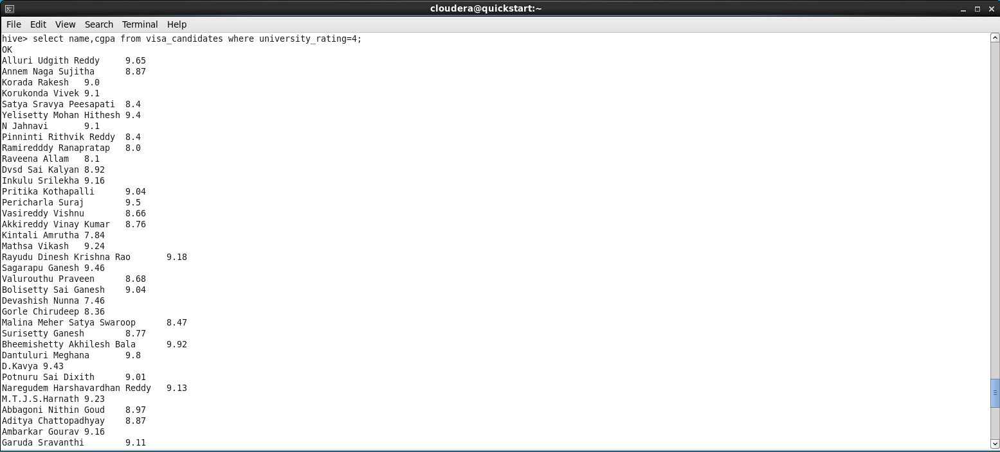 cloudera@quickstart:~
File Edit View Search Terminal Help
hive> select name,cgpa from visa_candidates where university_rating=4;
OK
Alluri Udgith Reddy 9.65
Annem Naga Sujitha 8.87
Korada Rakesh 9.0
Korukonda Vivek 9.1
Satya Sravya Peesapati 8.4
Yelisetty Mohan Hithesh 9.4
N Jahnavi 9.1
Pinninti Rithvik Reddy 8.4
Ramiredddy Ranapratap 8.0
Raveena Allam 8.1
Dvsd Sai Kalyan 8.92
Inkulu Srilekha 9.16
Pritika Kothapalli 9.04
Pericharla Suraj 9.5
Vasireddy Vishnu 8.66
Akkireddy Vinay Kumar 8.76
Kintali Amrutha 7.84
Mathsa Vikash 9.24
Rayudu Dinesh Krishna Rao 9.18
Sagarapu Ganesh 9.46
Valurouthu Praveen 8.68
Bolisetty Sai Ganesh 9.04
Devashish Nunna 7.46
Gorle Chirudeep 8.36
Malina Meher Satya Swaroop 8.47
Surisetty Ganesh 8.77
Bheemishetty Akhilesh Bala 9.92
Dantuluri Meghana 9.8
D.Kavya 9.43
Potnuru Sai Dixith 9.01
Naregudem Harshavardhan Reddy 9.13
M.T.J.S.Harnath 9.23
Abbagoni Nithin Goud 8.97
Aditya Chattopadhyay 8.87
Ambarkar Gourav 9.16
Garuda Sravanthi 9.11